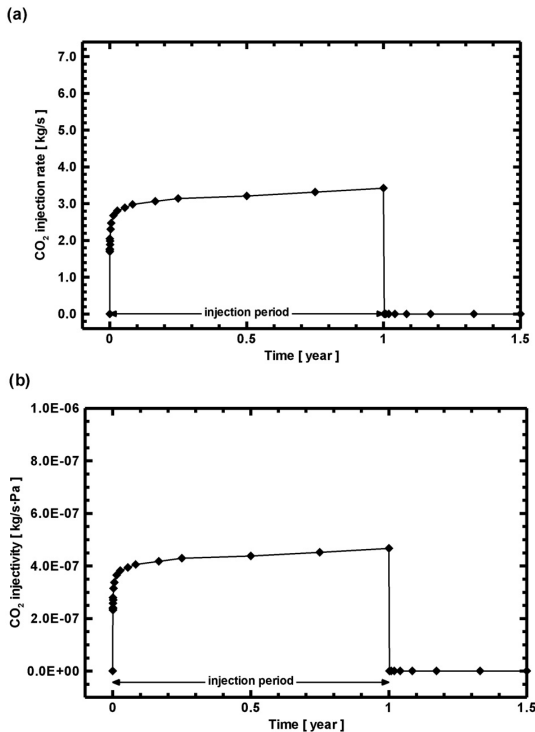 (a)
7.0
6.0
5.0
4.0
3.0
2.0
1.0
0.0
CO2 injection rate [ kg/s ]
injection period
0
0.5
1
1.5
Time [ year ]
(b)
1.0E-06
8.0E-07
6.0E-07
4.0E-07
2.0E-07
0.0E+00
CO2 injectivity [ kg/s·Pa ]
injection period
0
0.5
1
1.5
Time [ year ]